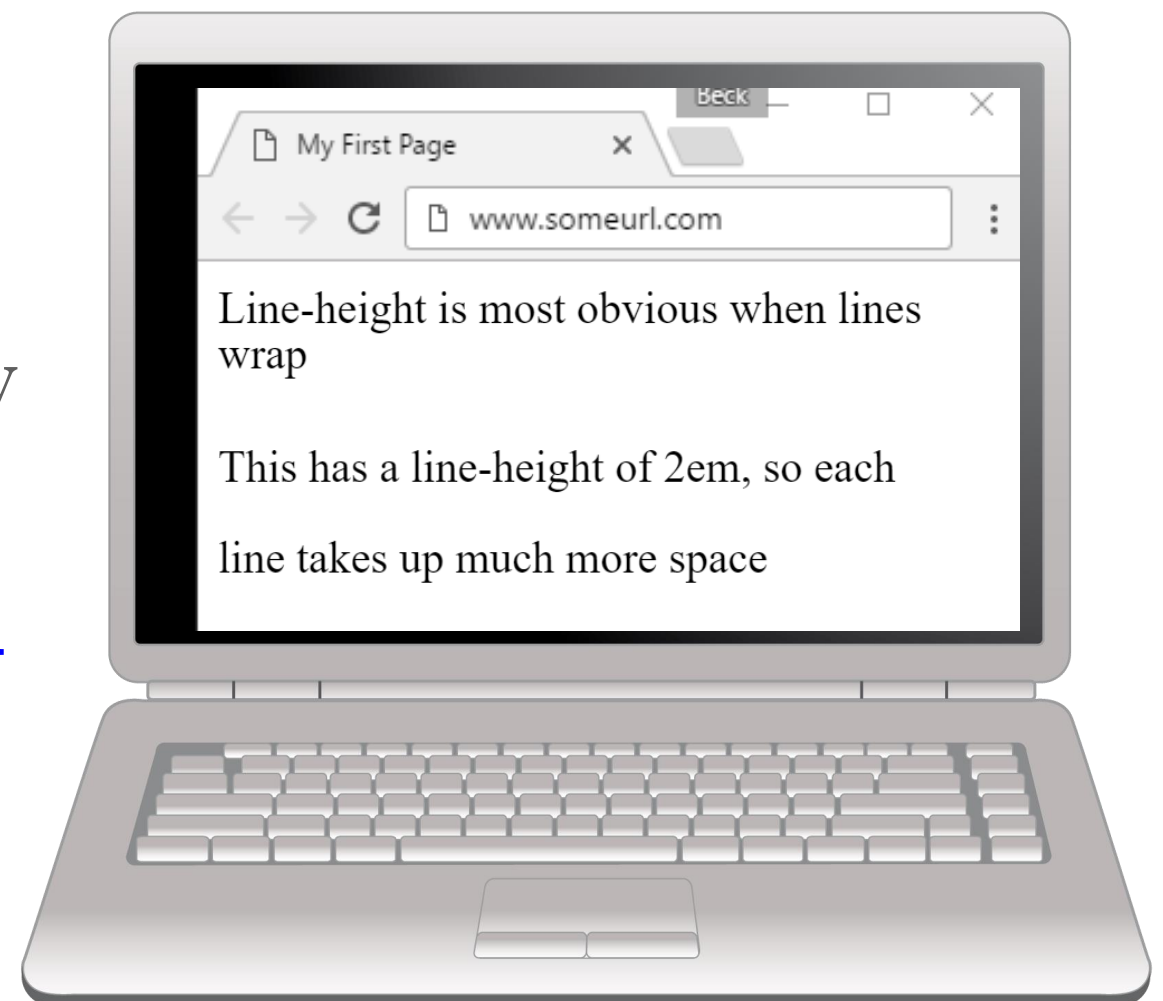 Beck
My First Page
www.someurl.com
Line-height is most obvious when lines
wrap
This has a line-height of 2em, so each
line takes up much more space